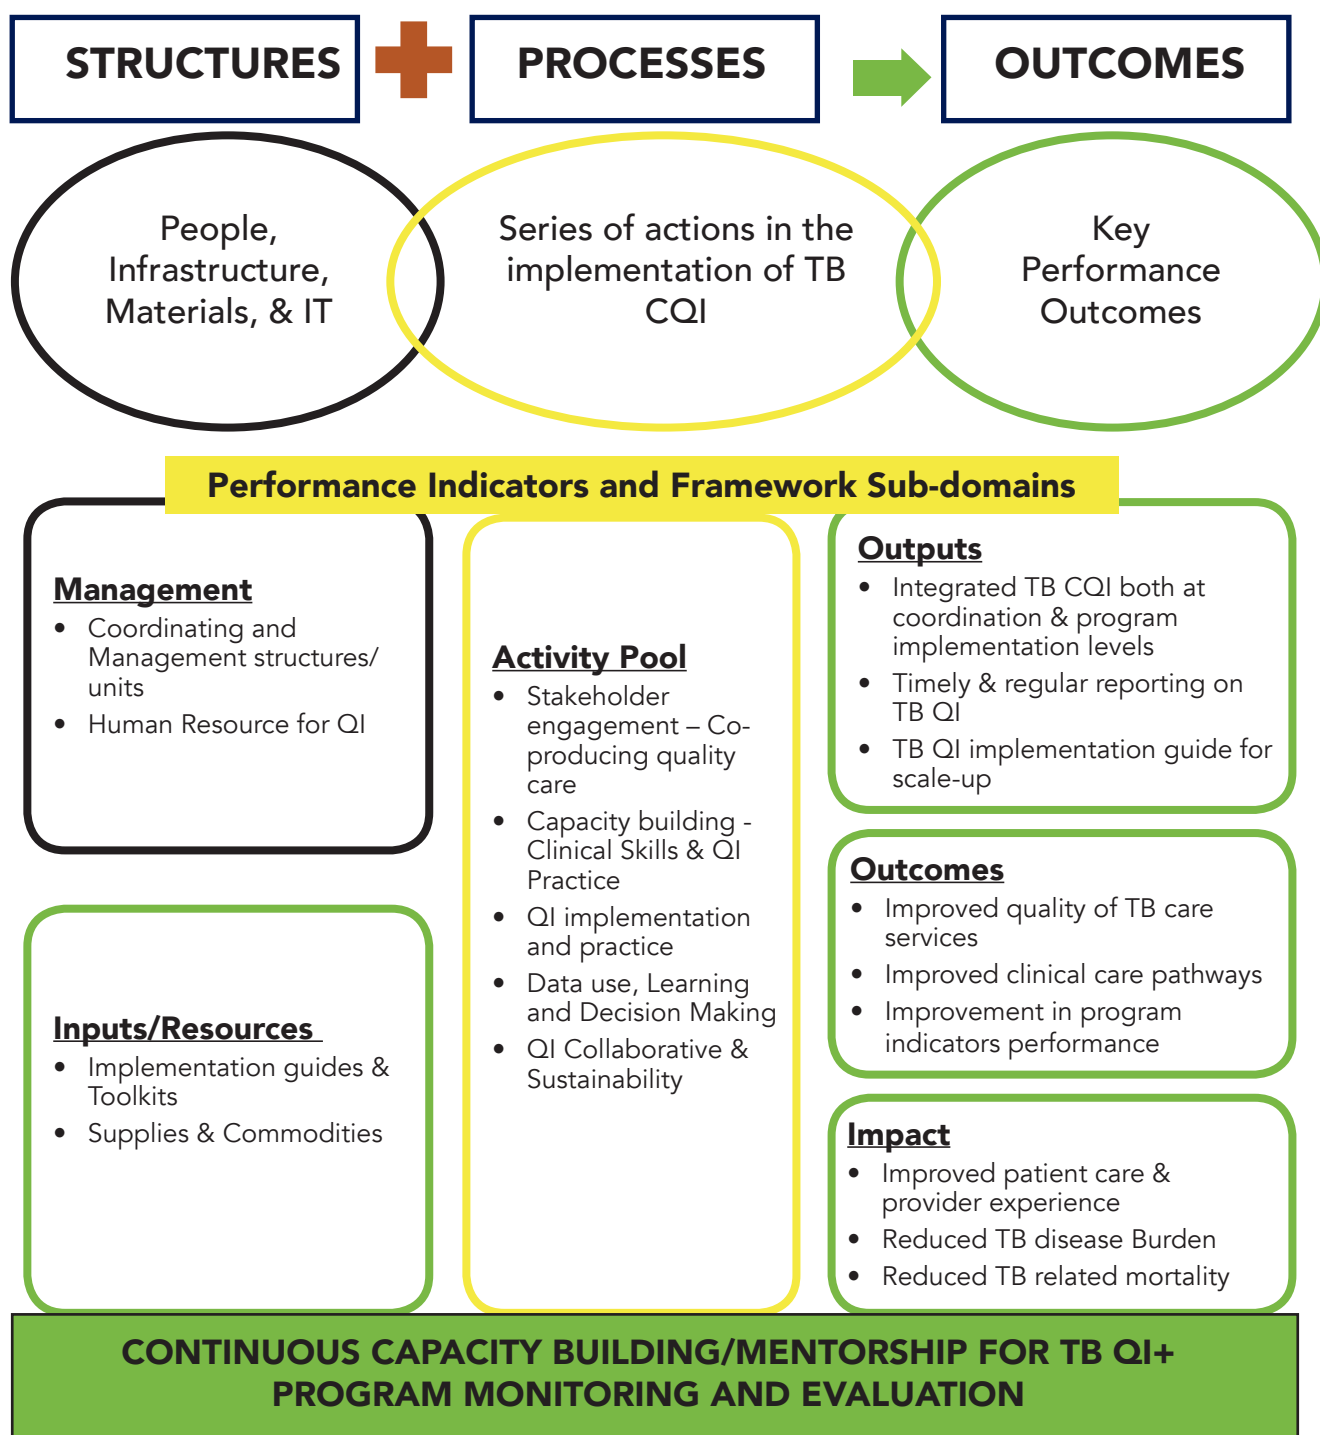 STRUCTURES
PROCESSES
OUTCOMES
People,
Infrastructure,
Materials, & IT
Series of actions in the
implementation of TB
CQI
Key
Performance
Outcomes
Performance Indicators and Framework Sub-domains
Management
• Coordinating and
Management structures/
units
• Human Resource for QI
Inputs/Resources
• Implementation guides &
Toolkits
• Supplies & Commodities
Activity Pool
• Stakeholder
engagement – Co-
producing quality
care
• Capacity building -
Clinical Skills & QI
Practice
• QI implementation
and practice
• Data use, Learning
and Decision Making
• QI Collaborative &
Sustainability
Outputs
• Integrated TB CQI both at
coordination & program
implementation levels
• Timely & regular reporting on
TB QI
• TB QI implementation guide for
scale-up
Outcomes
• Improved quality of TB care
services
• Improved clinical care pathways
• Improvement in program
indicators performance
Impact
• Improved patient care &
provider experience
• Reduced TB disease Burden
• Reduced TB related mortality
CONTINUOUS CAPACITY BUILDING/MENTORSHIP FOR TB QI+
PROGRAM MONITORING AND EVALUATION